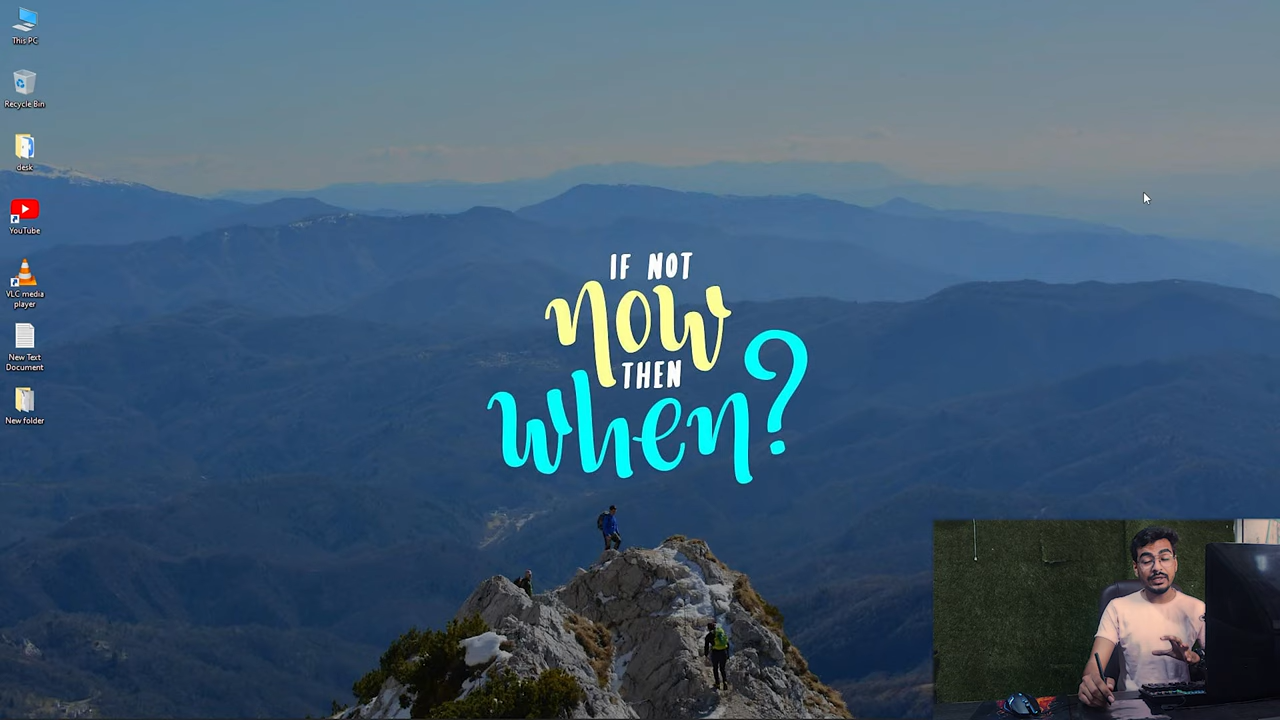 This PC
Recycle Bin
desk
YouTube
VLC media
player
New Text
Document
New folder
IF NOT
now
THEN
when?